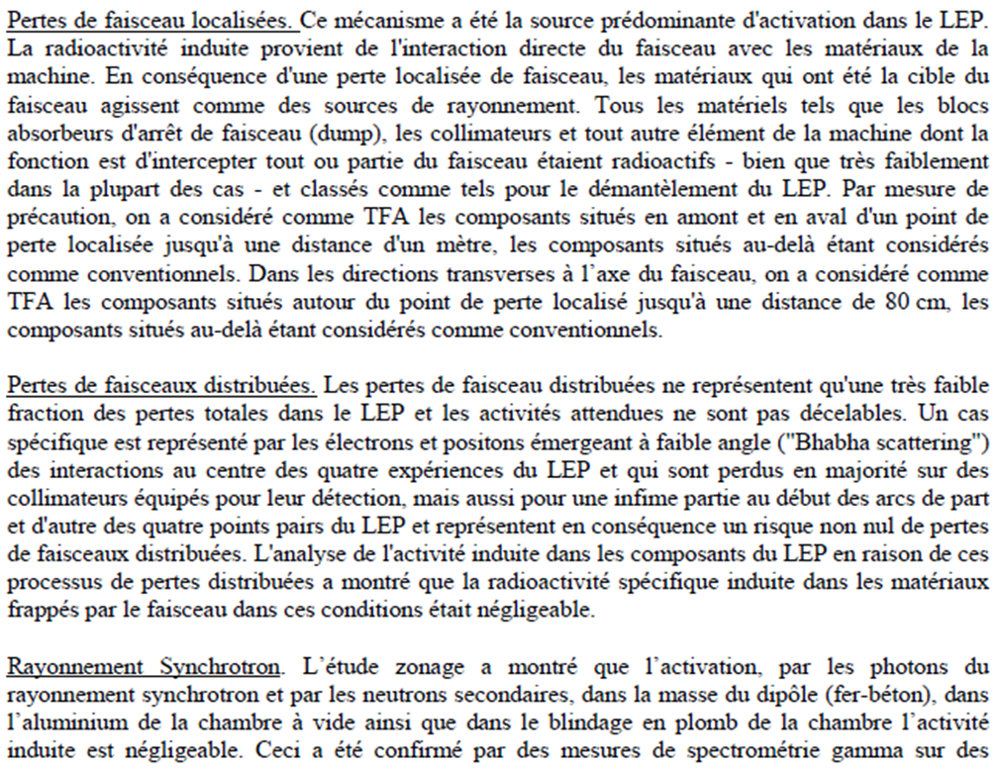 Pertes de faisceau localisées. Ce mécanisme a été la source prédominante d'activation dans le LEP.
La radioactivité induite provient de l'interaction directe du faisceau avec les matériaux de la
machine. En conséquence d'une perte localisée de faisceau, les matériaux qui ont été la cible du
faisceau agissent comme des sources de rayonnement. Tous les matériels tels que les blocs
absorbeurs d'arrêt de faisceau (dump), les collimateurs et tout autre élément de la machine dont la
fonction est d'intercepter tout ou partie du faisceau étaient radioactifs - bien que très faiblement
dans la plupart des cas - et classés comme tels pour le démantèlement du LEP. Par mesure de
précaution, on a considéré comme TFA les composants situés en amont et en aval d'un point de
perte localisée jusqu'à une distance d'un mètre, les composants situés au-delà étant considérés
comme conventionnels. Dans les directions transverses à l’axe du faisceau, on a considéré comme
TFA les composants situés autour du point de perte localisé jusqu'à une distance de 80 cm, les
composants situés au-delà étant considérés comme conventionnels.
Pertes de faisceaux distribuées. Les pertes de faisceau distribuées ne représentent qu'une très faible
fraction des pertes totales dans le LEP et les activités attendues ne sont pas décelables. Un cas
spécifique est représenté par les électrons et positons émergeant à faible angle ("Bhabha scattering")
des interactions au centre des quatre expériences du LEP et qui sont perdus en majorité sur des
collimateurs équipés pour leur détection, mais aussi pour une infime partie au début des arcs de part
et d'autre des quatre points pairs du LEP et représentent en conséquence un risque non nul de pertes
de faisceaux distribuées. L'analyse de l'activité induite dans les composants du LEP en raison de ces
processus de pertes distribuées a montré que la radioactivité spécifique induite dans les matériaux
frappés par le faisceau dans ces conditions était négligeable.
Rayonnement Synchrotron. L’étude zonage a montré que l’activation, par les photons du
rayonnement synchrotron et par les neutrons secondaires, dans la masse du dipôle (fer-béton), dans
l’aluminium de la chambre à vide ainsi que dans le blindage en plomb de la chambre l’activité
induite est négligeable. Ceci a été confirmé par des mesures de spectrométrie gamma sur des